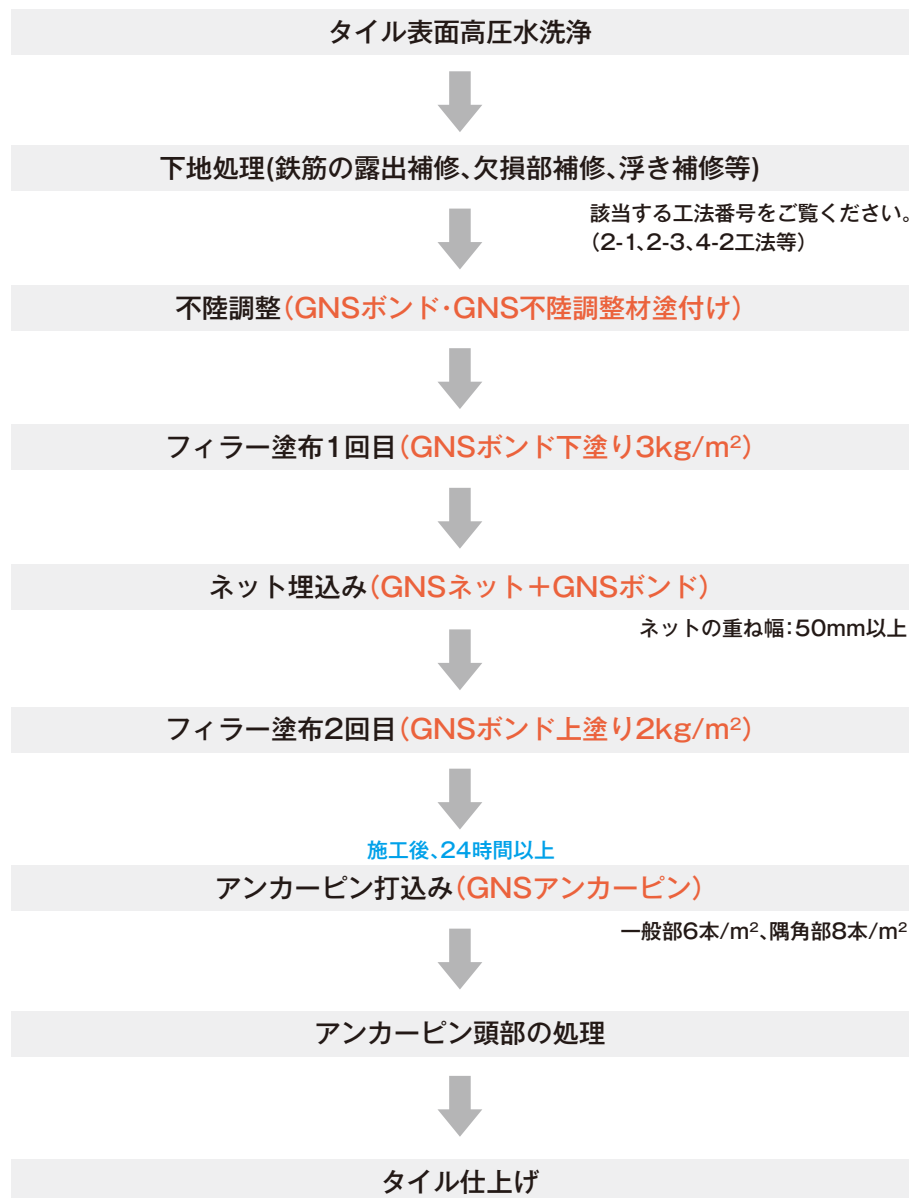 タイル表面高圧水洗浄
下地処理(鉄筋の露出補修、欠損部補修、浮き補修等)
該当する工法番号をご覧ください。
（2-1、2-3、4-2工法等）
不陸調整（GNSボンド・GNS不陸調整材塗付け）
フィラー塗布1回目（GNSボンド下塗り3kg/m²）
ネット埋込み（GNSネット＋GNSボンド）
ネットの重ね幅：50mm以上
フィラー塗布2回目（GNSボンド上塗り2kg/m²）
施工後、24時間以上
アンカーピン打込み（GNSアンカーピン）
一般部6本/m²、隅角部8本/m²
アンカーピン頭部の処理
タイル仕上げ